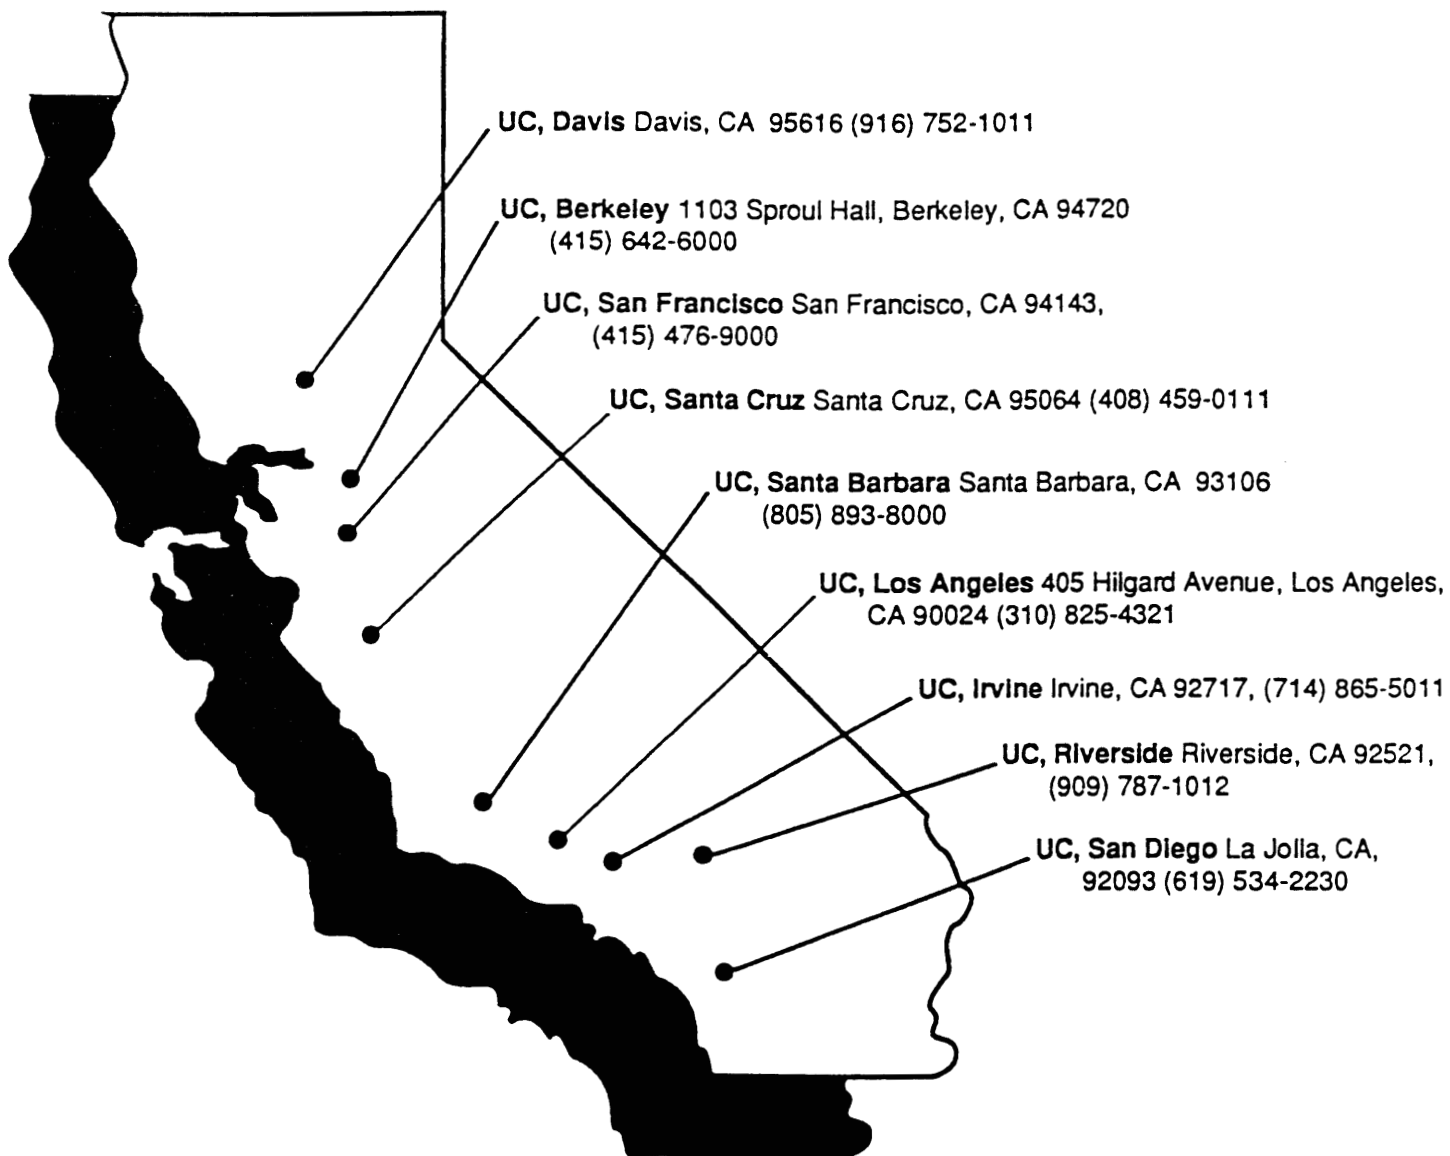 UC, Davis Davis, CA 95616 (916) 752-1011
UC, Berkeley 1103 Sproul Hall, Berkeley, CA 94720
(415) 642-6000
UC, San Francisco San Francisco, CA 94143,
(415) 476-9000
UC, Santa Cruz Santa Cruz, CA 95064 (408) 459-0111
UC, Santa Barbara Santa Barbara, CA 93106
(805) 893-8000
UC, Los Angeles 405 Hilgard Avenue, Los Angeles,
CA 90024 (310) 825-4321
UC, Irvine Irvine, CA 92717, (714) 865-5011
UC, Riverside Riverside, CA 92521,
(909) 787-1012
UC, San Diego La Jolla, CA,
92093 (619) 534-2230